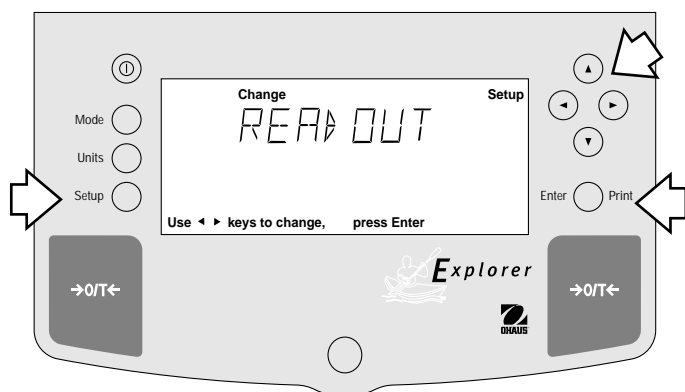 Change Setup
READ OUT
Mode
Units
Setup
Enter Print
Use ◄ ► keys to change, press Enter
→0/T←
Explorer
→0/T←
OHAUS